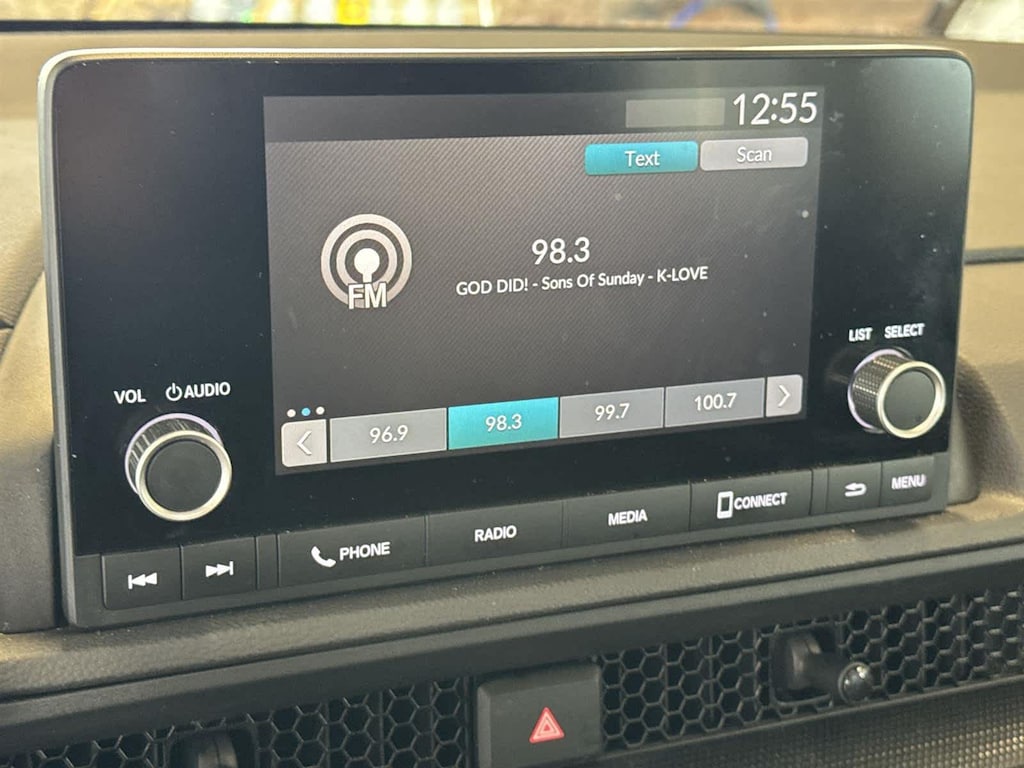 12:55
Text
Scan
98.3
GOD DID! - Sons Of Sunday - K-LOVE
FM
LIST SELECT
VOL AUDIO
96.9
98.3
99.7
100.7
PHONE
RADIO
MEDIA
CONNECT
MENU